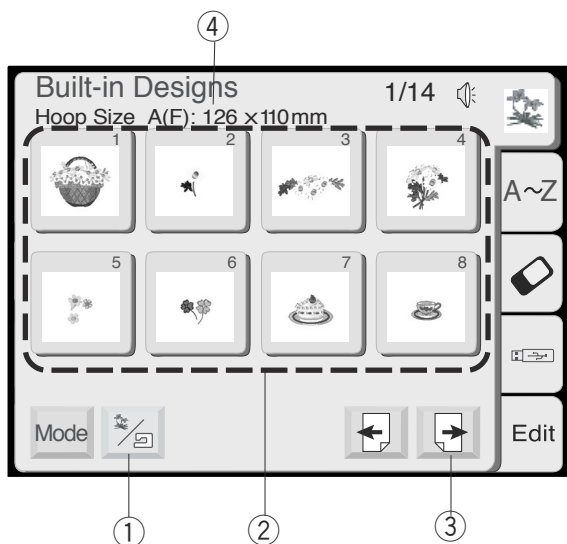 ④
Built-in Designs 1/14
Hoop Size A(F): 126 ×110 mm
1 2 3 4
A~Z
5 6 7 8
Mode Edit
① ② ③